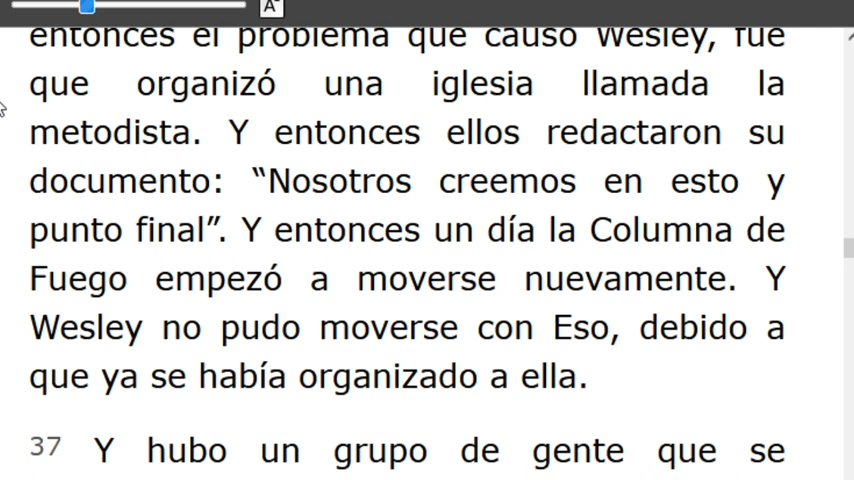 A
entonces el problema que causó Wesley, fue
que organizó una iglesia llamada la
metodista. Y entonces ellos redactaron su
documento: “Nosotros creemos en esto y
punto final”. Y entonces un día la Columna de
Fuego empezó a moverse nuevamente. Y
Wesley no pudo moverse con Eso, debido a
que ya se había organizado a ella.
37 Y hubo un grupo de gente que se